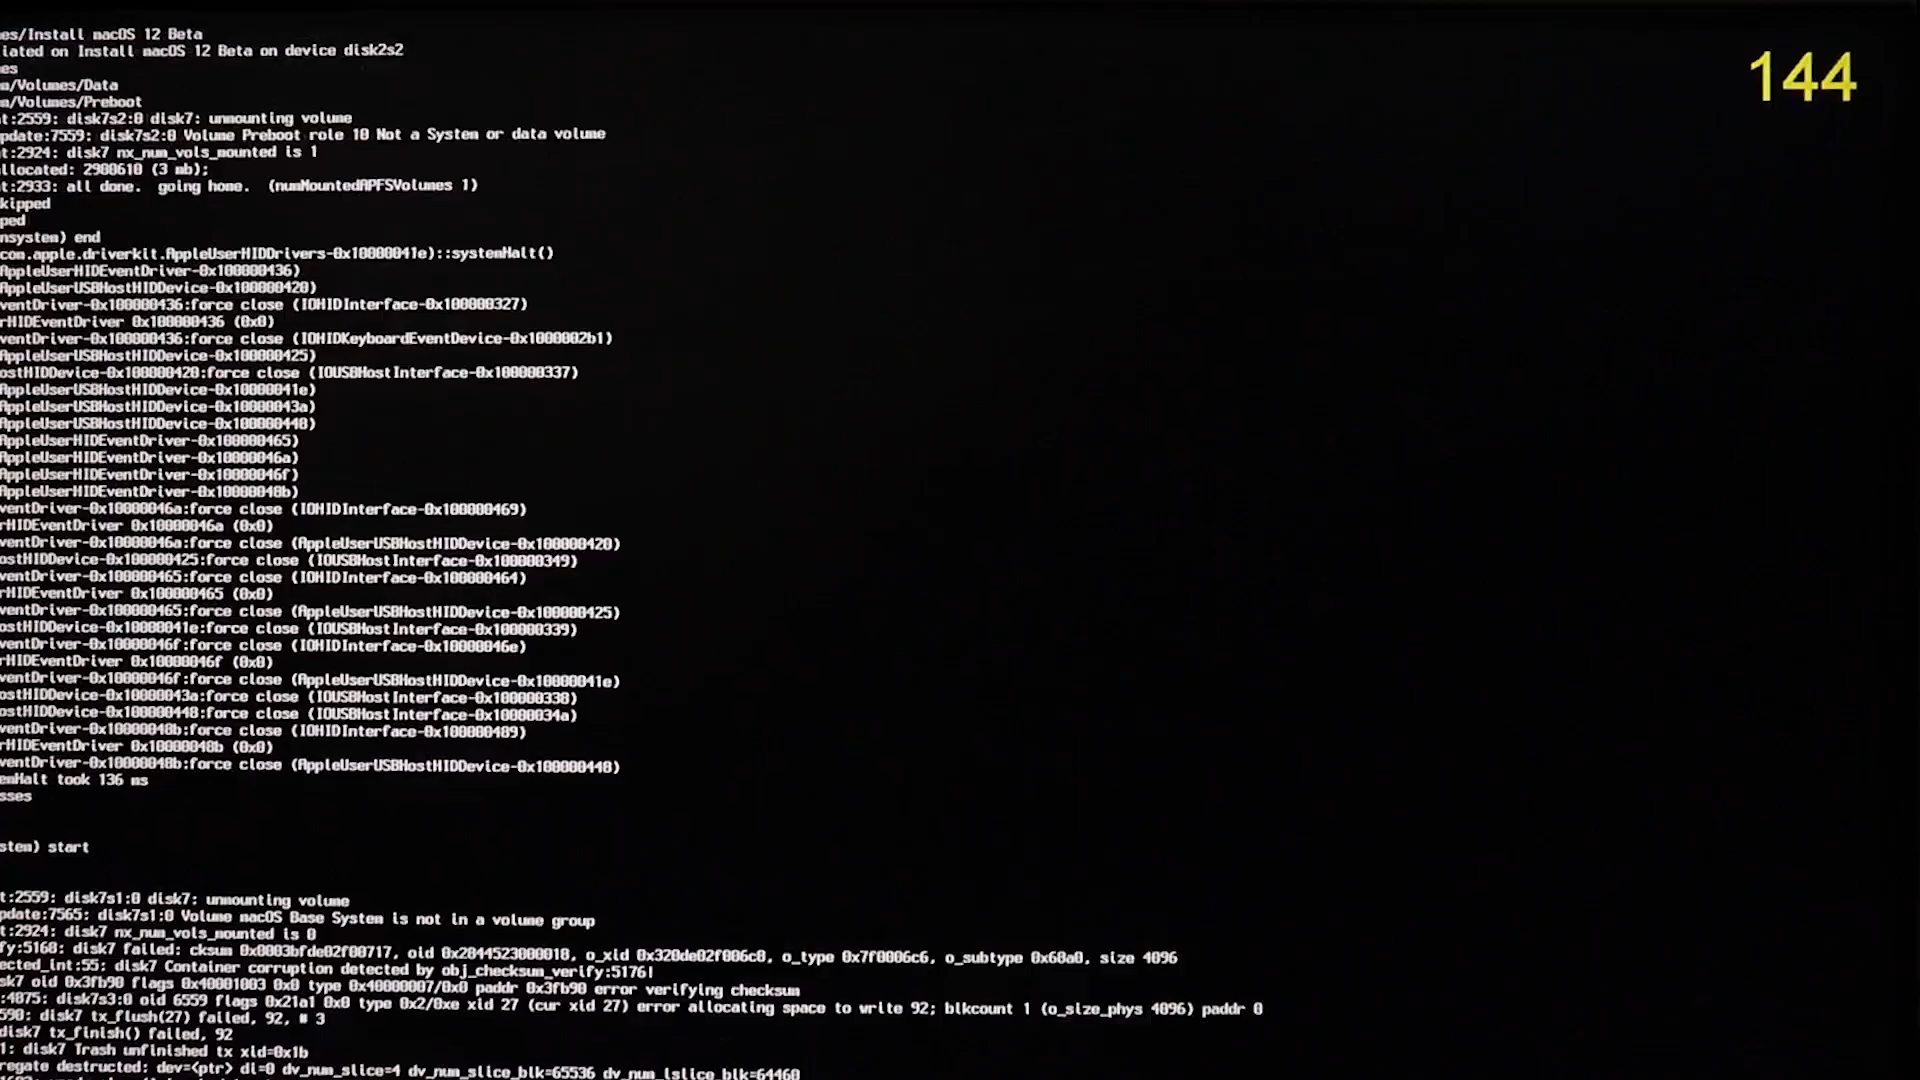 es/Install macOS 12 Beta
iated on Install macOS 12 Beta on device disk2s2
es
m/Volumes/Data
m/Volumes/Preboot
t:2559: disk7s2:0 disk7: unmounting volume
pdate:7559: disk7s2:0 Volume Preboot role 10 Not a System or data volume
t:2924: disk7 nx_num_vols_mounted is 1
llocated: 2980610 (3 mb);
t:2933: all done.  going home.  (numMountedAPFSVolumes 1)
kipped
ped
nsystem) end
com.apple.driverkit.AppleUserHIDDrivers-0x10000041e)::systemHalt()
AppleUserHIDEventDriver-0x100000436)
AppleUserUSBHostHIDDevice-0x100000420)
ventDriver-0x100000436:force close (IOHIDInterface-0x100000327)
rHIDEventDriver 0x100000436 (0x0)
ventDriver-0x100000436:force close (IOHIDKeyboardEventDevice-0x1000002b1)
AppleUserUSBHostHIDDevice-0x100000425)
ostHIDDevice-0x100000420:force close (IOUSBHostInterface-0x100000337)
AppleUserUSBHostHIDDevice-0x10000041e)
AppleUserUSBHostHIDDevice-0x10000043a)
AppleUserUSBHostHIDDevice-0x100000448)
AppleUserHIDEventDriver-0x100000465)
AppleUserHIDEventDriver-0x10000046a)
AppleUserHIDEventDriver-0x10000046f)
AppleUserHIDEventDriver-0x10000048b)
ventDriver-0x10000046a:force close (IOHIDInterface-0x100000469)
rHIDEventDriver 0x10000046a (0x0)
ventDriver-0x10000046a:force close (AppleUserUSBHostHIDDevice-0x100000420)
ostHIDDevice-0x100000425:force close (IOUSBHostInterface-0x100000349)
ventDriver-0x100000465:force close (IOHIDInterface-0x100000464)
rHIDEventDriver 0x100000465 (0x0)
ventDriver-0x100000465:force close (AppleUserUSBHostHIDDevice-0x100000425)
ostHIDDevice-0x10000041e:force close (IOUSBHostInterface-0x100000339)
ventDriver-0x10000046f:force close (IOHIDInterface-0x10000046e)
rHIDEventDriver 0x10000046f (0x0)
ventDriver-0x10000046f:force close (AppleUserUSBHostHIDDevice-0x10000041e)
ostHIDDevice-0x10000043a:force close (IOUSBHostInterface-0x100000338)
ostHIDDevice-0x100000448:force close (IOUSBHostInterface-0x10000034a)
ventDriver-0x10000048b:force close (IOHIDInterface-0x100000489)
rHIDEventDriver 0x10000048b (0x0)
ventDriver-0x10000048b:force close (AppleUserUSBHostHIDDevice-0x100000448)
emHalt took 136 ms
sses
stem) start
t:2559: disk7s1:0 disk7: unmounting volume
pdate:7565: disk7s1:0 Volume macOS Base System is not in a volume group
t:2924: disk7 nx_num_vols_mounted is 0
fy:5160: disk7 failed: cksum 0x0003bfde02f00717, oid 0x2844523000018, o_xid 0x320de02f006c8, o_type 0x7f0006c6, o_subtype 0x60a0, size 4096
ected_int:55: disk7 Container corruption detected by obj_checksum_verify:5176!
sk7 oid 0x3fb90 flags 0x40001003 0x0 type 0x40000007/0x0 paddr 0x3fb90 error verifying checksum
:4875: disk7s3:0 oid 6559 flags 0x21a1 0x0 type 0x2/0xe xid 27 (cur xid 27) error allocating space to write 92; blkcount 1 (o_size_phys 4096) paddr 0
590: disk7 tx_flush(27) failed, 92, # 3
disk7 tx_finish() failed, 92
1: disk7 Trash unfinished tx xid=0x1b
regate destructed: dev=<ptr> di=0 dv_num_slice=4 dv_num_slice_blk=65536 dv_num_lslice_blk=64460
144